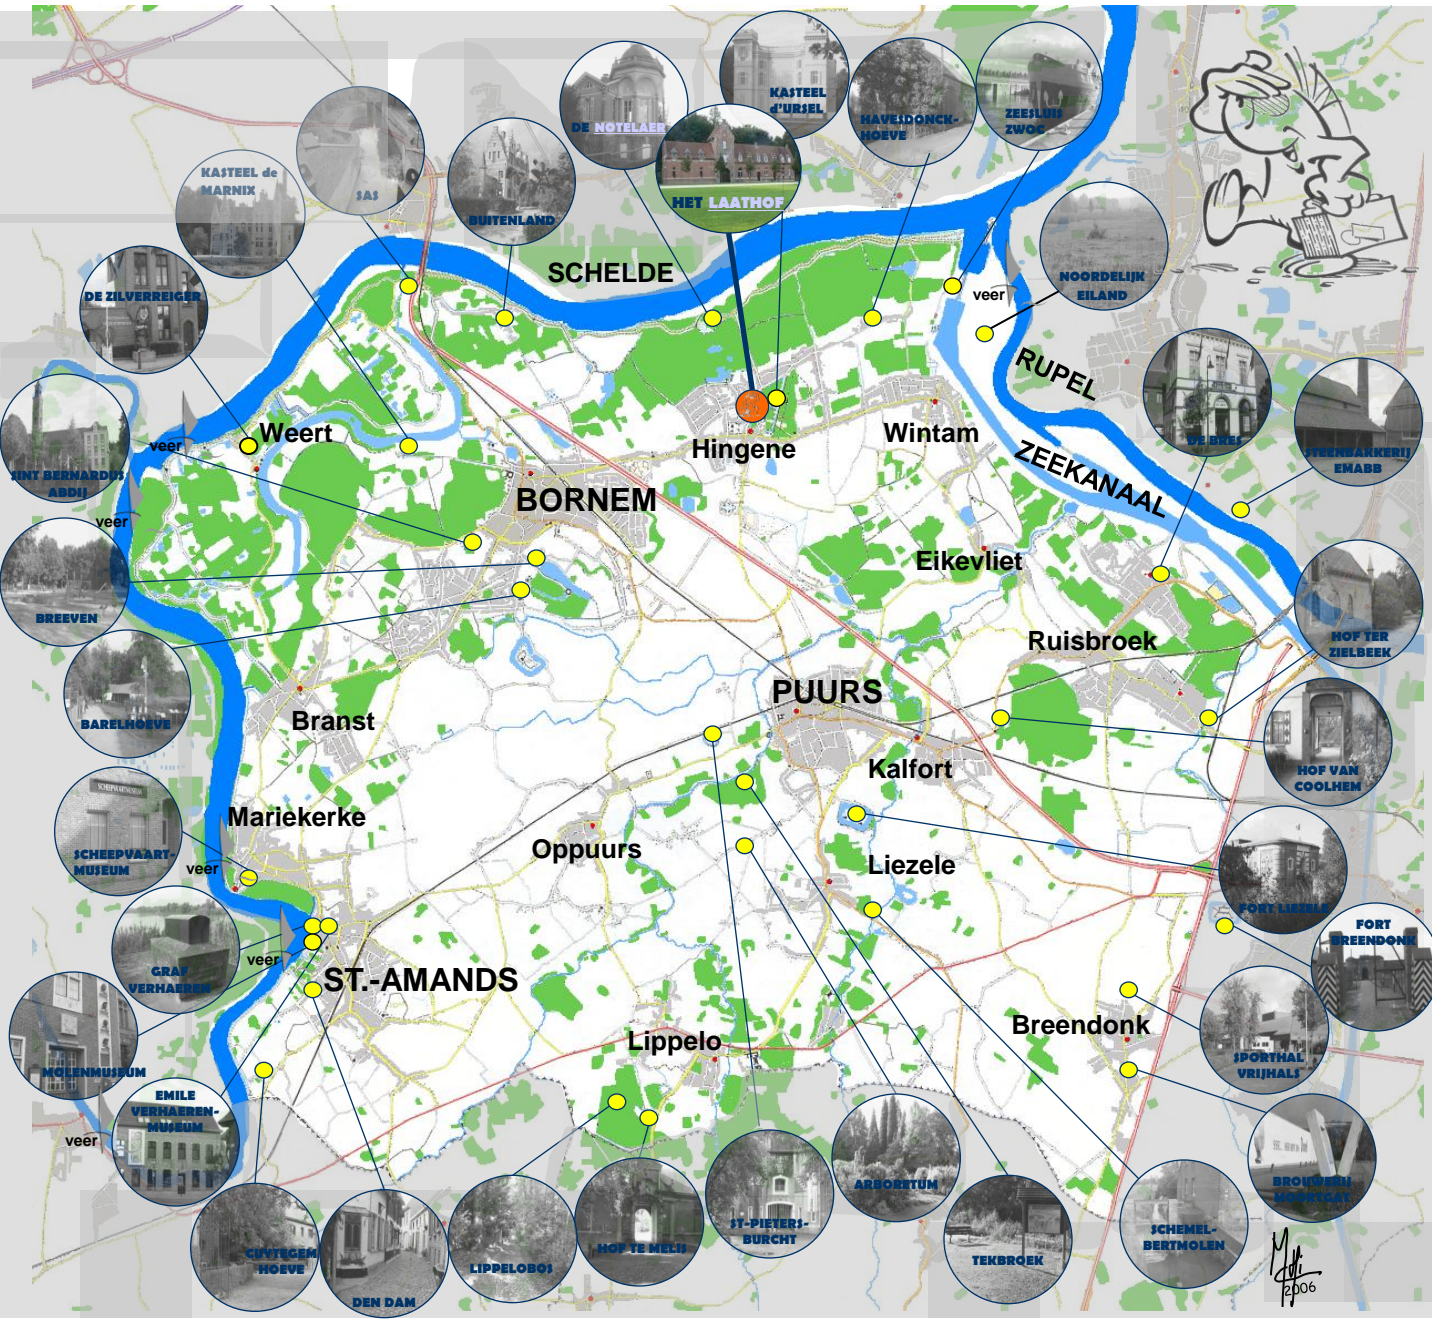 KASTEEL
d'URSEL
DE NOTELAER
HAVESDONCK-
HOEVE
ZEESLUIS
ZWOC
KASTEEL de
MARNIX
SAS
BUITENLAND
HET LAATHOF
SCHELDE
NOORDELIJK
EILAND
veer
DE ZILVERREIGER
RUPEL
Weert
Hingene
Wintam
DE BRES
STEENBAKKERIJ
EMABB
veer
SINT BERNARDUS
ABDIJ
BORNEM
ZEEKANAAL
veer
Eikevliet
BREEVEN
Ruisbroek
HOF TER
ZIELBEEK
BARELHOEVE
Branst
PUURS
Kalfort
HOF VAN
COOLHEM
SCHEEPVAARTMUSEUM
Mariekerke
SCHEEPVAART-
MUSEUM
veer
Oppuurs
Liezele
FORT LIEZELE
FORT
BREENDONK
GRAF
VERHAEREN
veer
ST.-AMANDS
Breendonk
Lippelo
SPORTHAL
VRIJHALS
MOLENMUSEUM
EMILE
VERHAEREN-
MUSEUM
veer
ARBORETUM
BROUWERIJ
MOORTGAT
ST-PIETERS-
BURCHT
SCHEMEL-
BERTMOLEN
CUYTEGEM
HOEVE
LIPPELOBOS
HOF TE MELIS
TEKBROEK
DEN DAM
2006